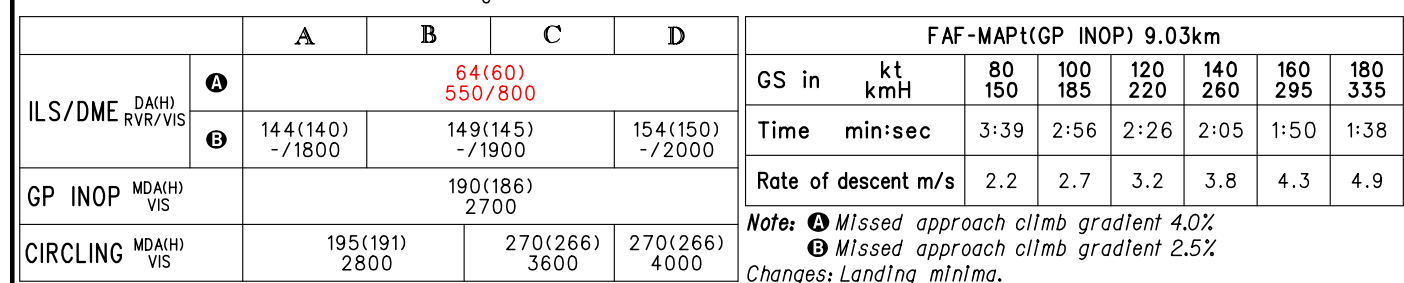 A B C D
ILS/DME DA(H) RVR/VIS
A 64(60)
550/800
B 144(140) 149(145) 154(150)
-/1800 -/1900 -/2000
GP INOP MDA(H) VIS
190(186)
2700
CIRCLING MDA(H) VIS
195(191) 270(266) 270(266)
2800 3600 4000
FAF-MAPt(GP INOP) 9.03km
GS in kt 80 100 120 140 160 180
kmH 150 185 220 260 295 335
Time min:sec 3:39 2:56 2:26 2:05 1:50 1:38
Rate of descent m/s 2.2 2.7 3.2 3.8 4.3 4.9
Note: A Missed approach climb gradient 4.0%
B Missed approach climb gradient 2.5%
Changes: Landing minima.